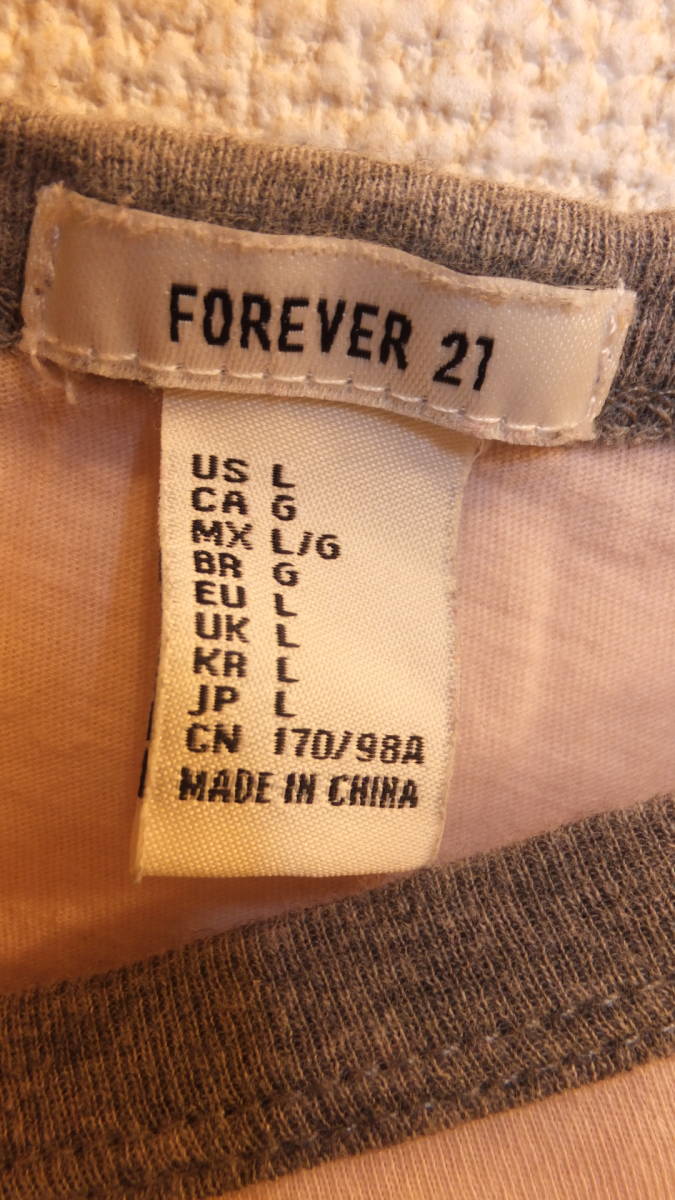 FOREVER 21
US L
CA G
MX L/G
BR G
EU L
UK L
KR L
JP L
CN 170/98A
MADE IN CHINA